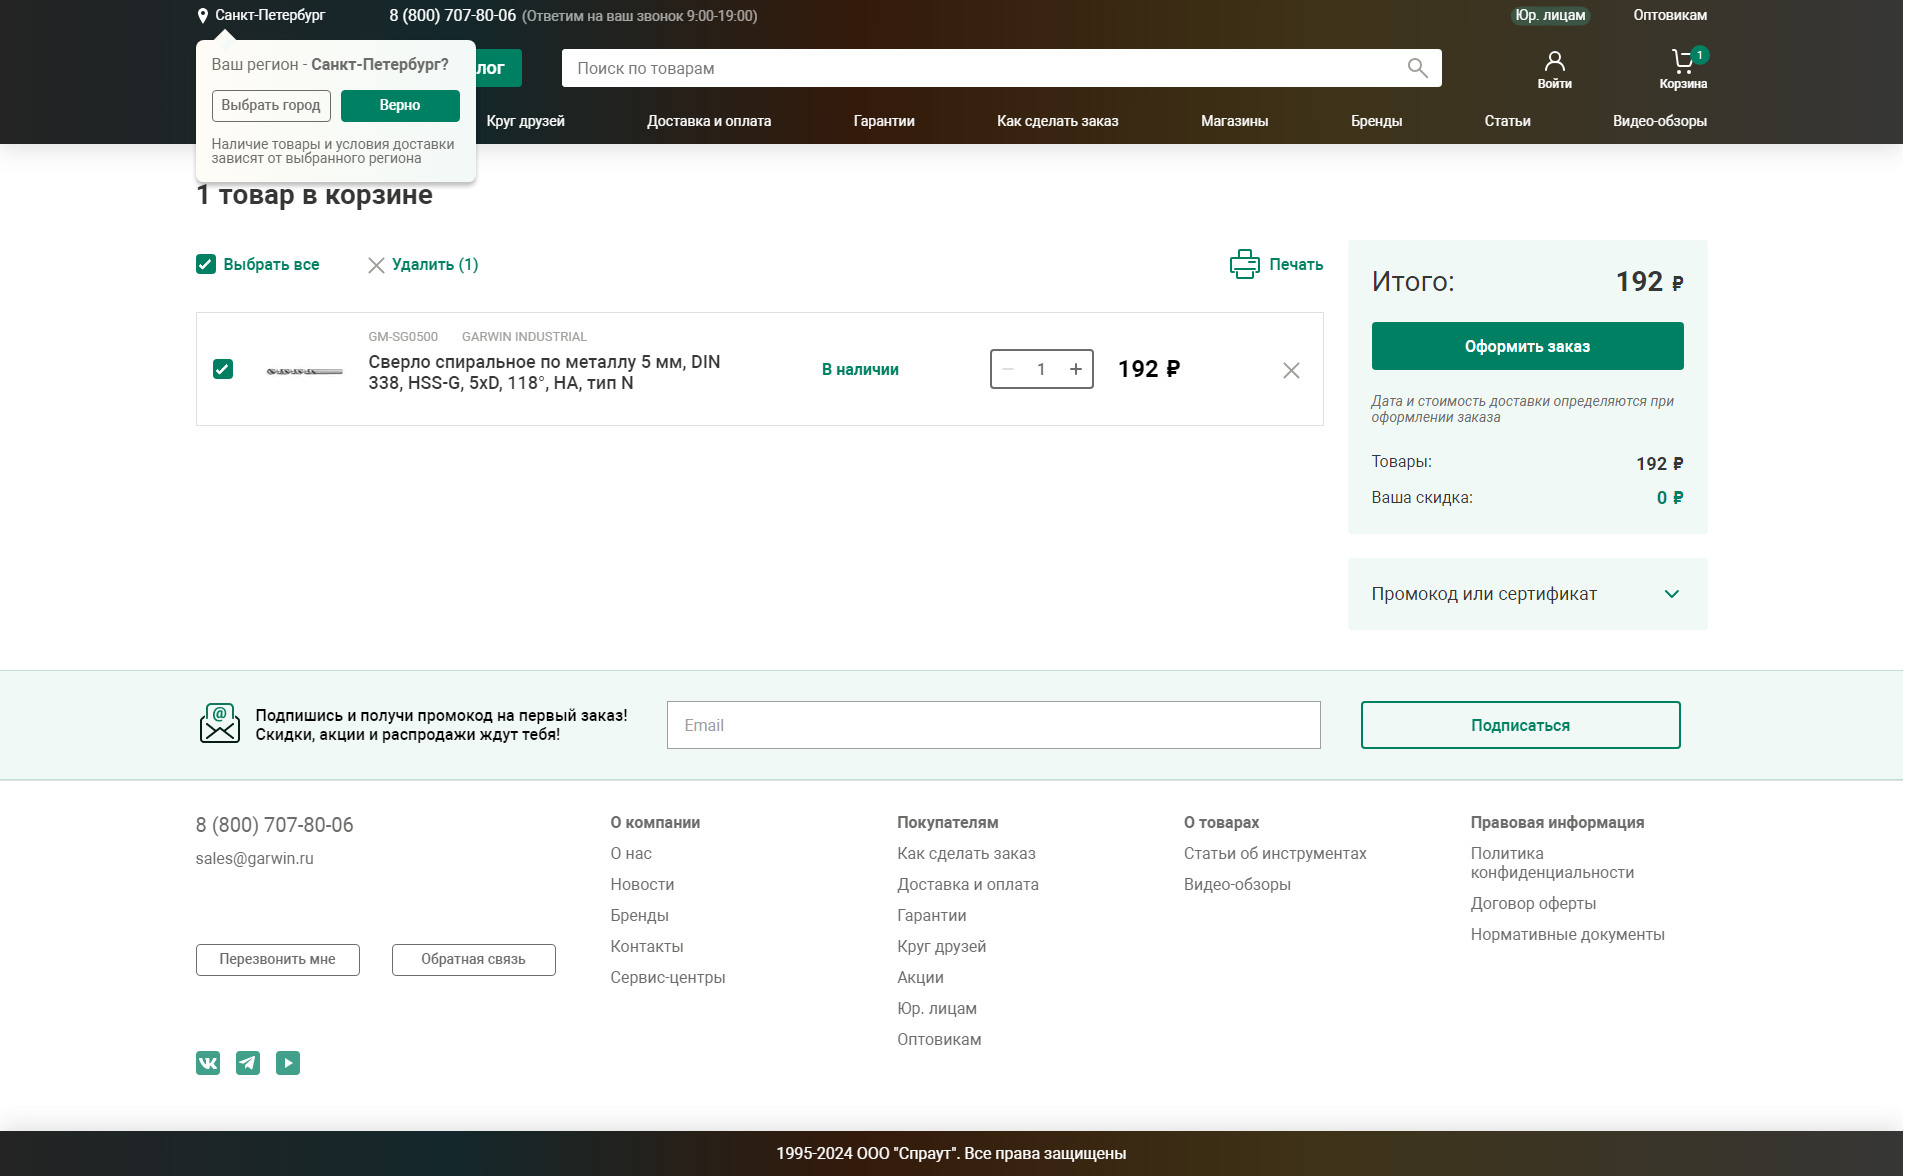 Санкт-Петербург
8 (800) 707-80-06 (Ответим на ваш звонок 9:00-19:00)
Юр. лицам
Оптовикам
Ваш регион - Санкт-Петербург?
Выбрать город
Верно
Наличие товары и условия доставки
зависят от выбранного региона
лог
Поиск по товарам
Войти
1
Корзина
Круг друзей
Доставка и оплата
Гарантии
Как сделать заказ
Магазины
Бренды
Статьи
Видео-обзоры
1 товар в корзине
Выбрать все
Удалить (1)
Печать
GM-SG0500
GARWIN INDUSTRIAL
Сверло спиральное по металлу 5 мм, DIN
338, HSS-G, 5xD, 118°, HA, тип N
В наличии
1
192 ₽
Итого:
192 ₽
Оформить заказ
Дата и стоимость доставки определяются при
оформлении заказа
Товары:
192 ₽
Ваша скидка:
0 ₽
Промокод или сертификат
Подпишись и получи промокод на первый заказ!
Скидки, акции и распродажи ждут тебя!
Email
Подписаться
8 (800) 707-80-06
sales@garwin.ru
Перезвонить мне
Обратная связь
О компании
О нас
Новости
Бренды
Контакты
Сервис-центры
Покупателям
Как сделать заказ
Доставка и оплата
Гарантии
Круг друзей
Акции
Юр. лицам
Оптовикам
О товарах
Статьи об инструментах
Видео-обзоры
Правовая информация
Политика
конфиденциальности
Договор оферты
Нормативные документы
1995-2024 ООО "Спраут". Все права защищены